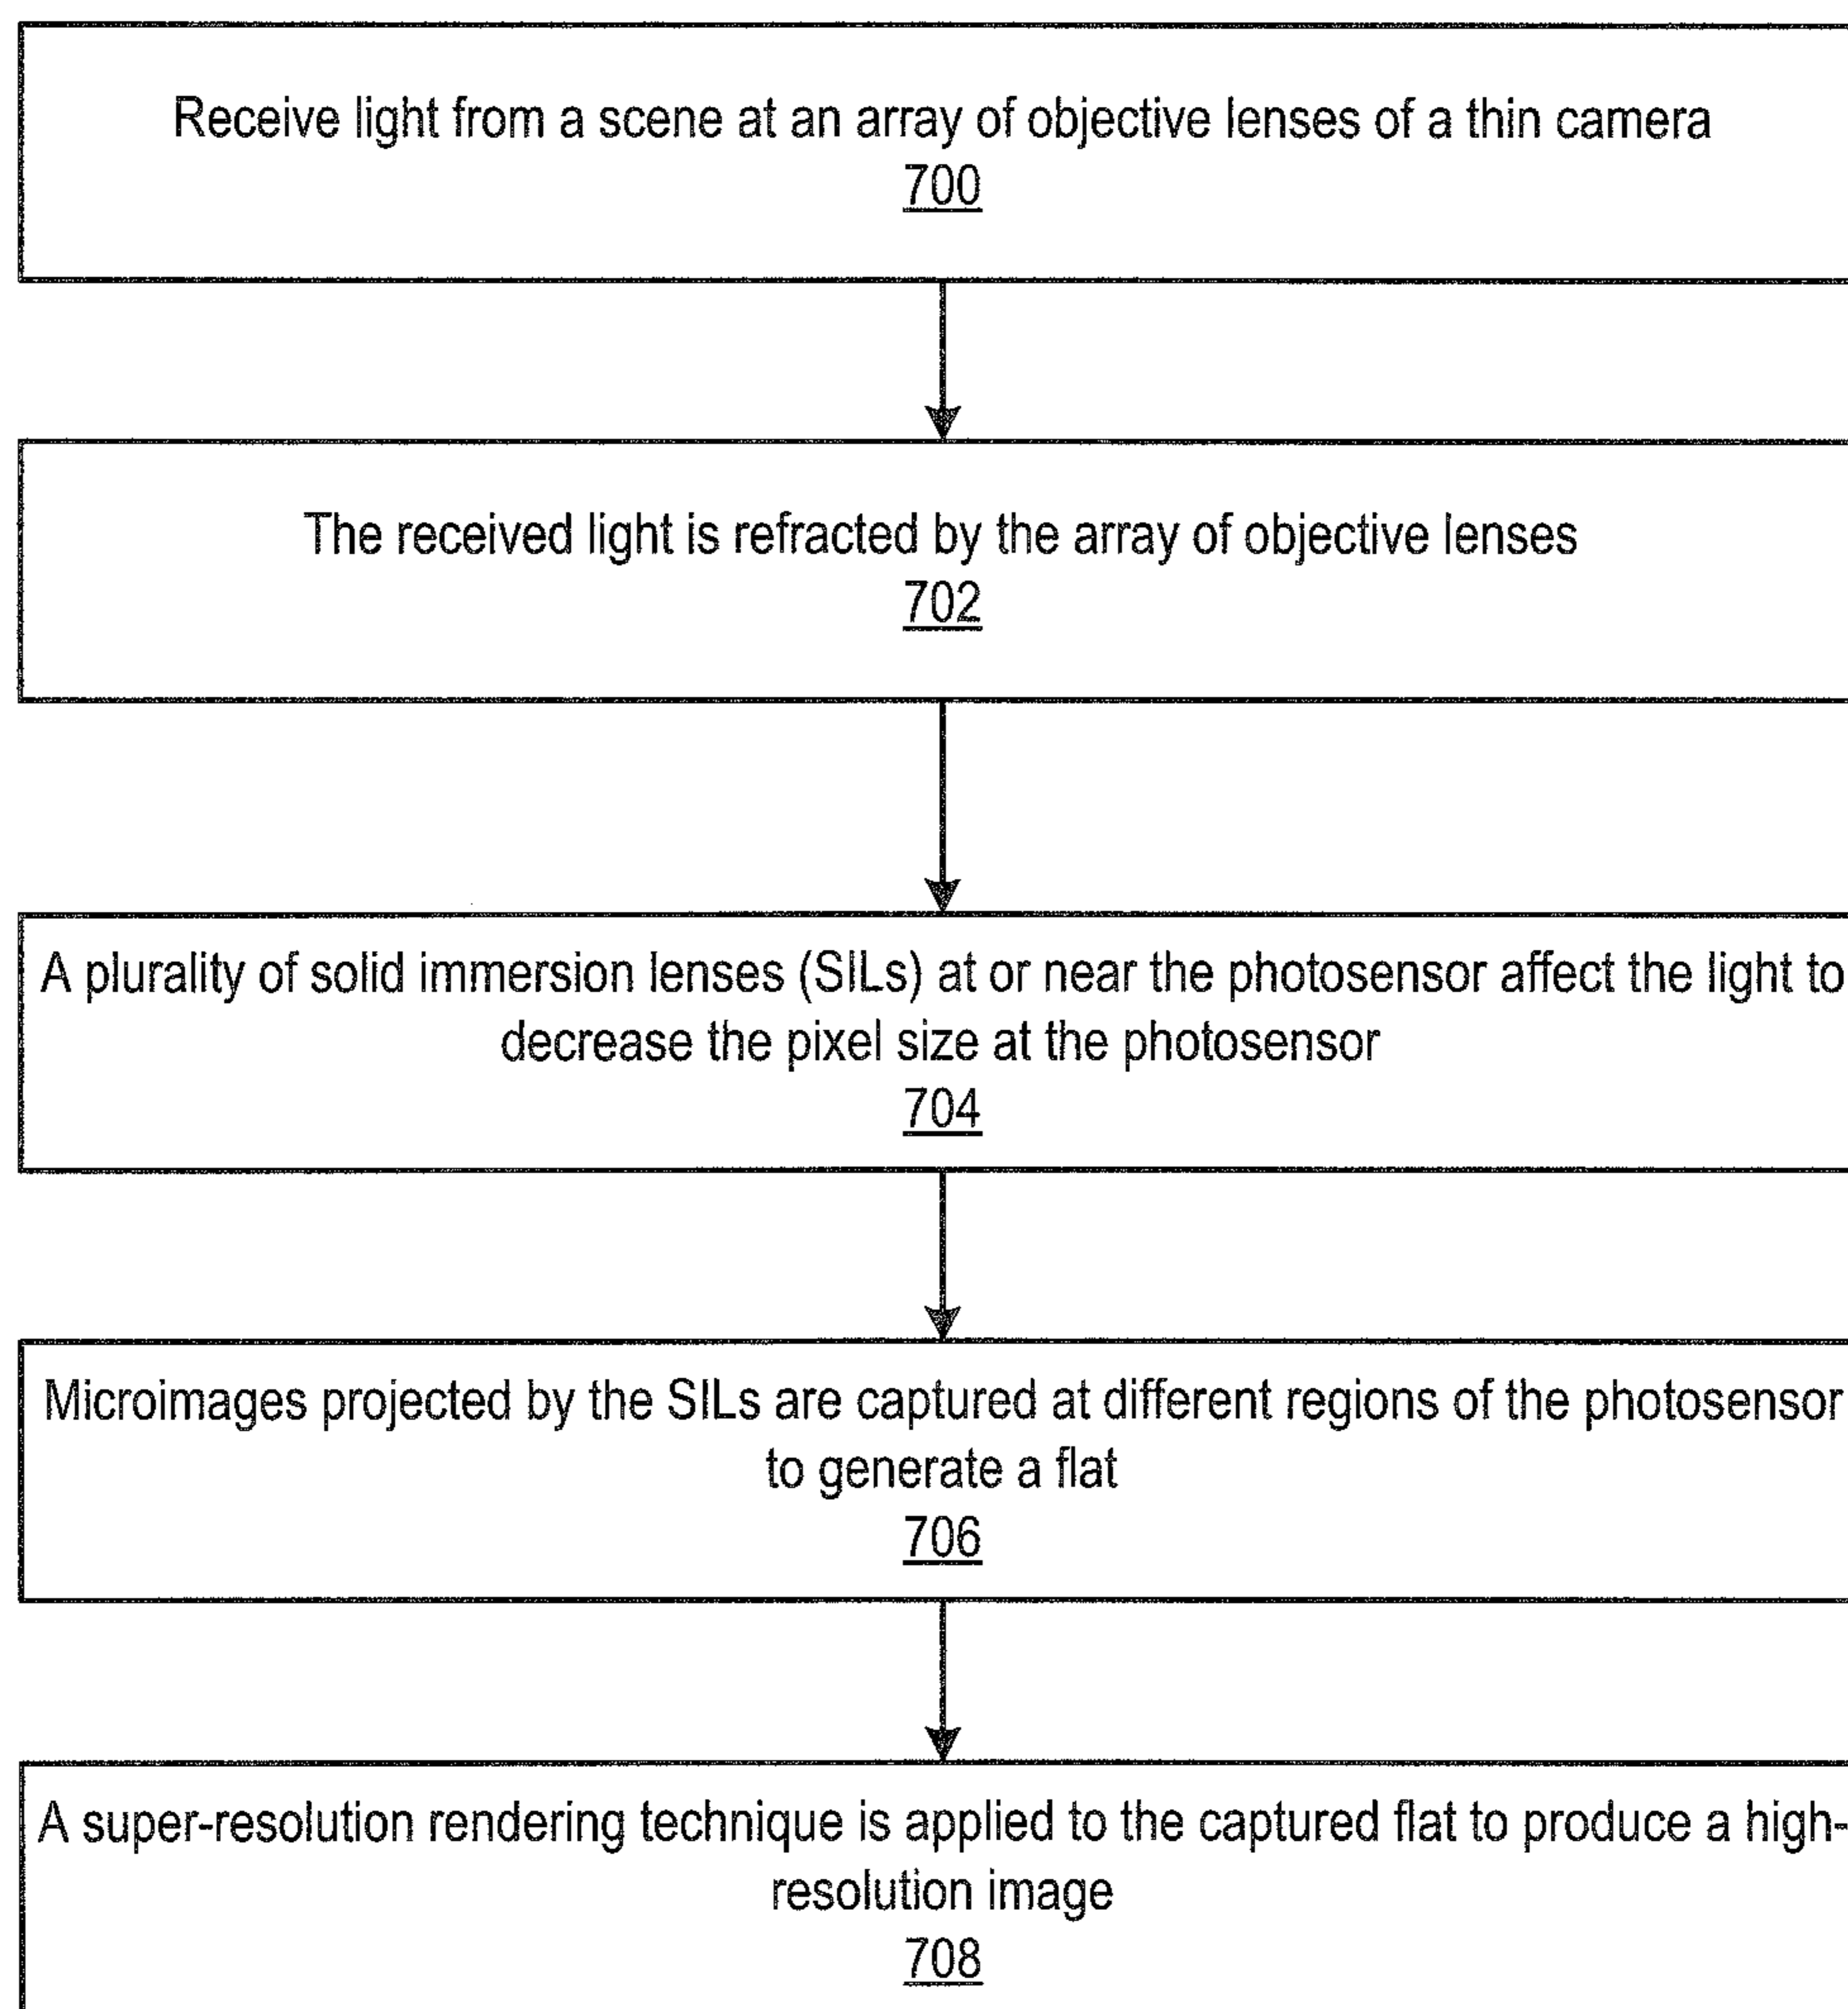 Receive light from a scene at an array of objective lenses of a thin camera
700
The received light is refracted by the array of objective lenses
702
A plurality of solid immersion lenses (SILs) at or near the photosensor affect the light to
decrease the pixel size at the photosensor
704
Microimages projected by the SILs are captured at different regions of the photosensor
to generate a flat
706
A super-resolution rendering technique is applied to the captured flat to produce a high-
resolution image
708